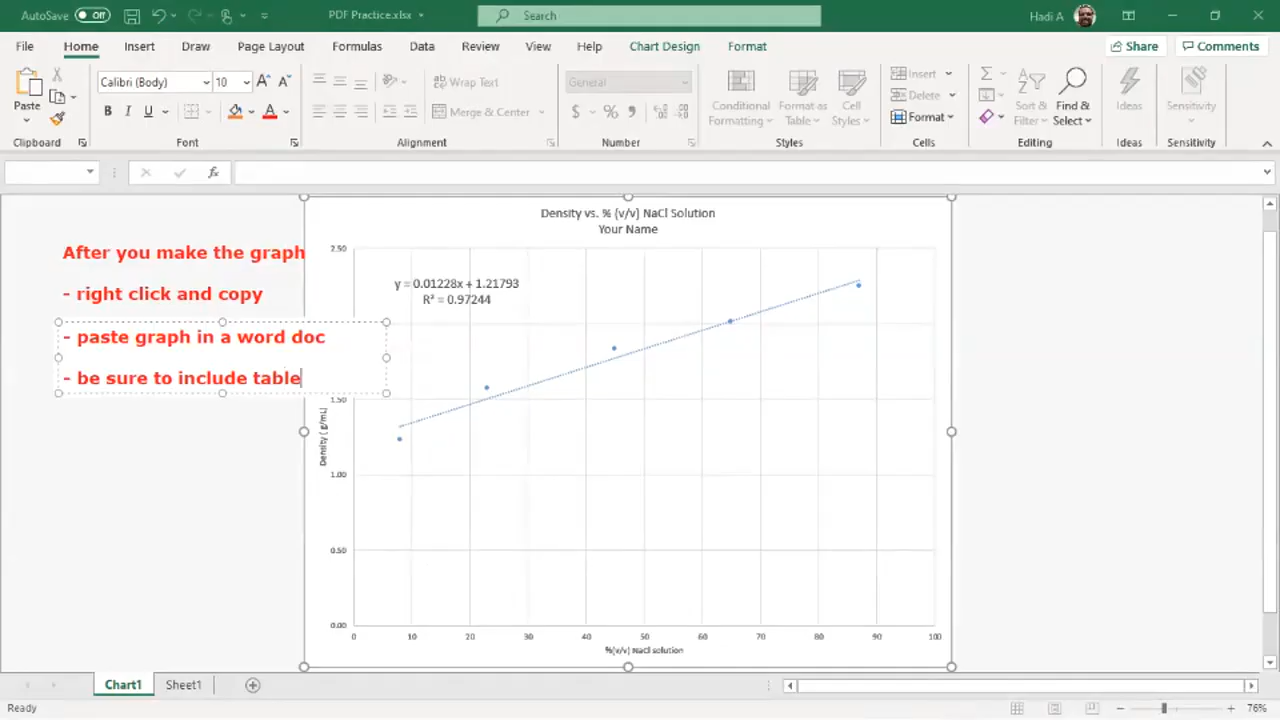 AutoSave Off PDF Practice.xlsx Search Hadi A
File Home Insert Draw Page Layout Formulas Data Review View Help Chart Design Format Share Comments
Paste Calibri (Body) 10 A A Wrap Text General Insert Σ
B I U A Merge & Center $ % Conditional Formatting Format as Table Cell Styles Delete Format Sort & Filter Find & Select Ideas Sensitivity
Clipboard Font Alignment Number Styles Cells Editing Ideas Sensitivity
fx
Density vs. % (v/v) NaCl Solution
Your Name
After you make the graph
- right click and copy
- paste graph in a word doc
- be sure to include table
y = 0.01228x + 1.21793
R² = 0.97244
2.50
1.50
1.00
0.50
0.00
Density (g/mL)
0 10 20 30 40 50 60 70 80 90 100
%(v/v) NaCl solution
Chart1 Sheet1
Ready 76%